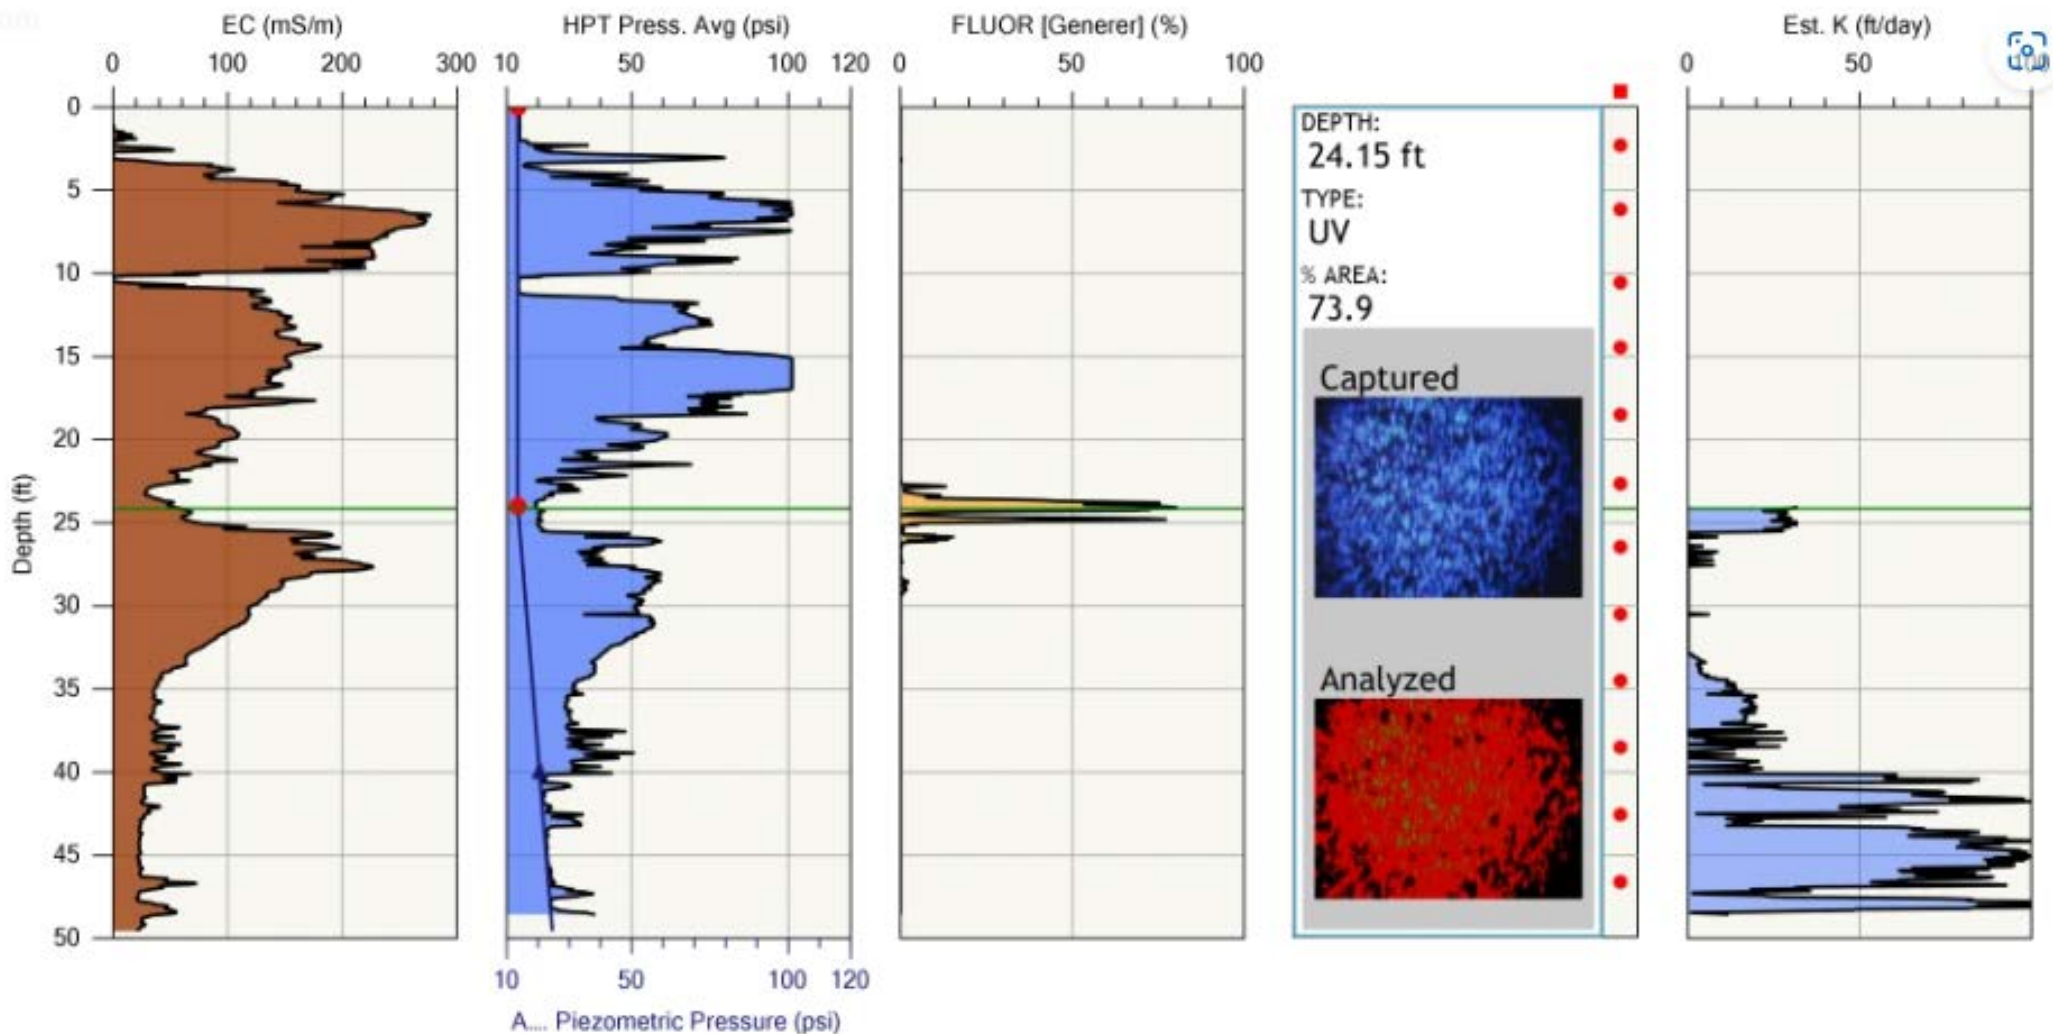 EC (mS/m)
HPT Press. Avg (psi)
FLUOR [Generer] (%)
Est. K (ft/day)
0 100 200 300
10 50 100 120
0 50 100
0 50
Depth (ft)
0
5
10
15
20
25
30
35
40
45
50
DEPTH:
24.15 ft
TYPE:
UV
% AREA:
73.9
Captured
Analyzed
10 50 100 120
A.... Piezometric Pressure (psi)